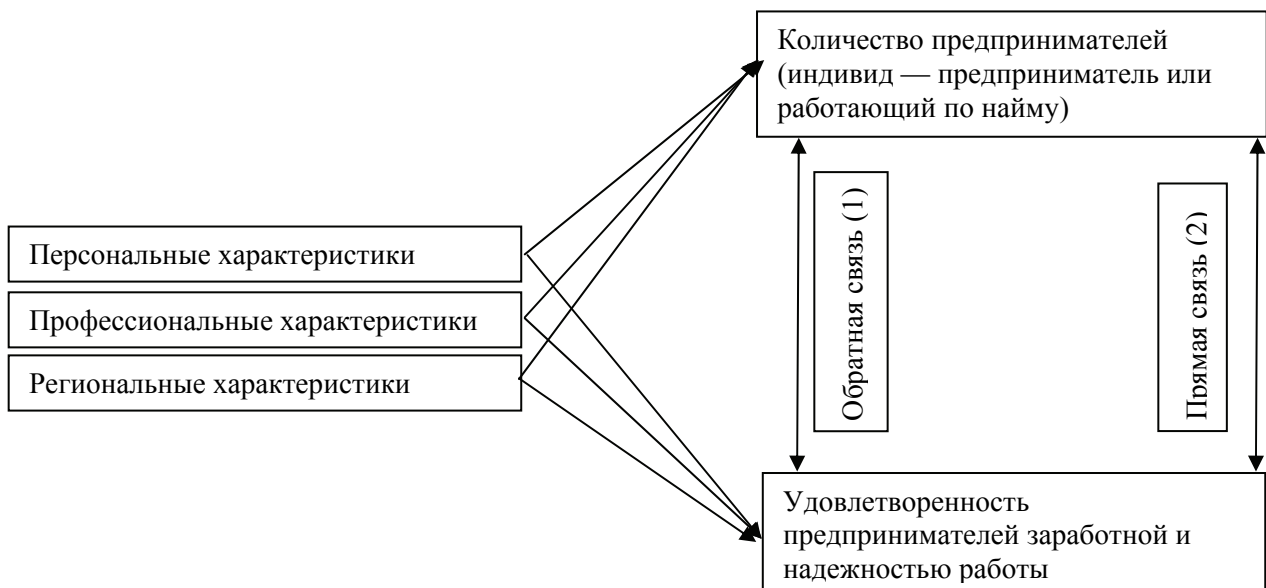 Количество предпринимателей
(индивид — предприниматель или
работающий по найму)
Персональные характеристики
Профессиональные характеристики
Региональные характеристики
Обратная связь (1)
Прямая связь (2)
Удовлетворенность
предпринимателей заработной и
надежностью работы